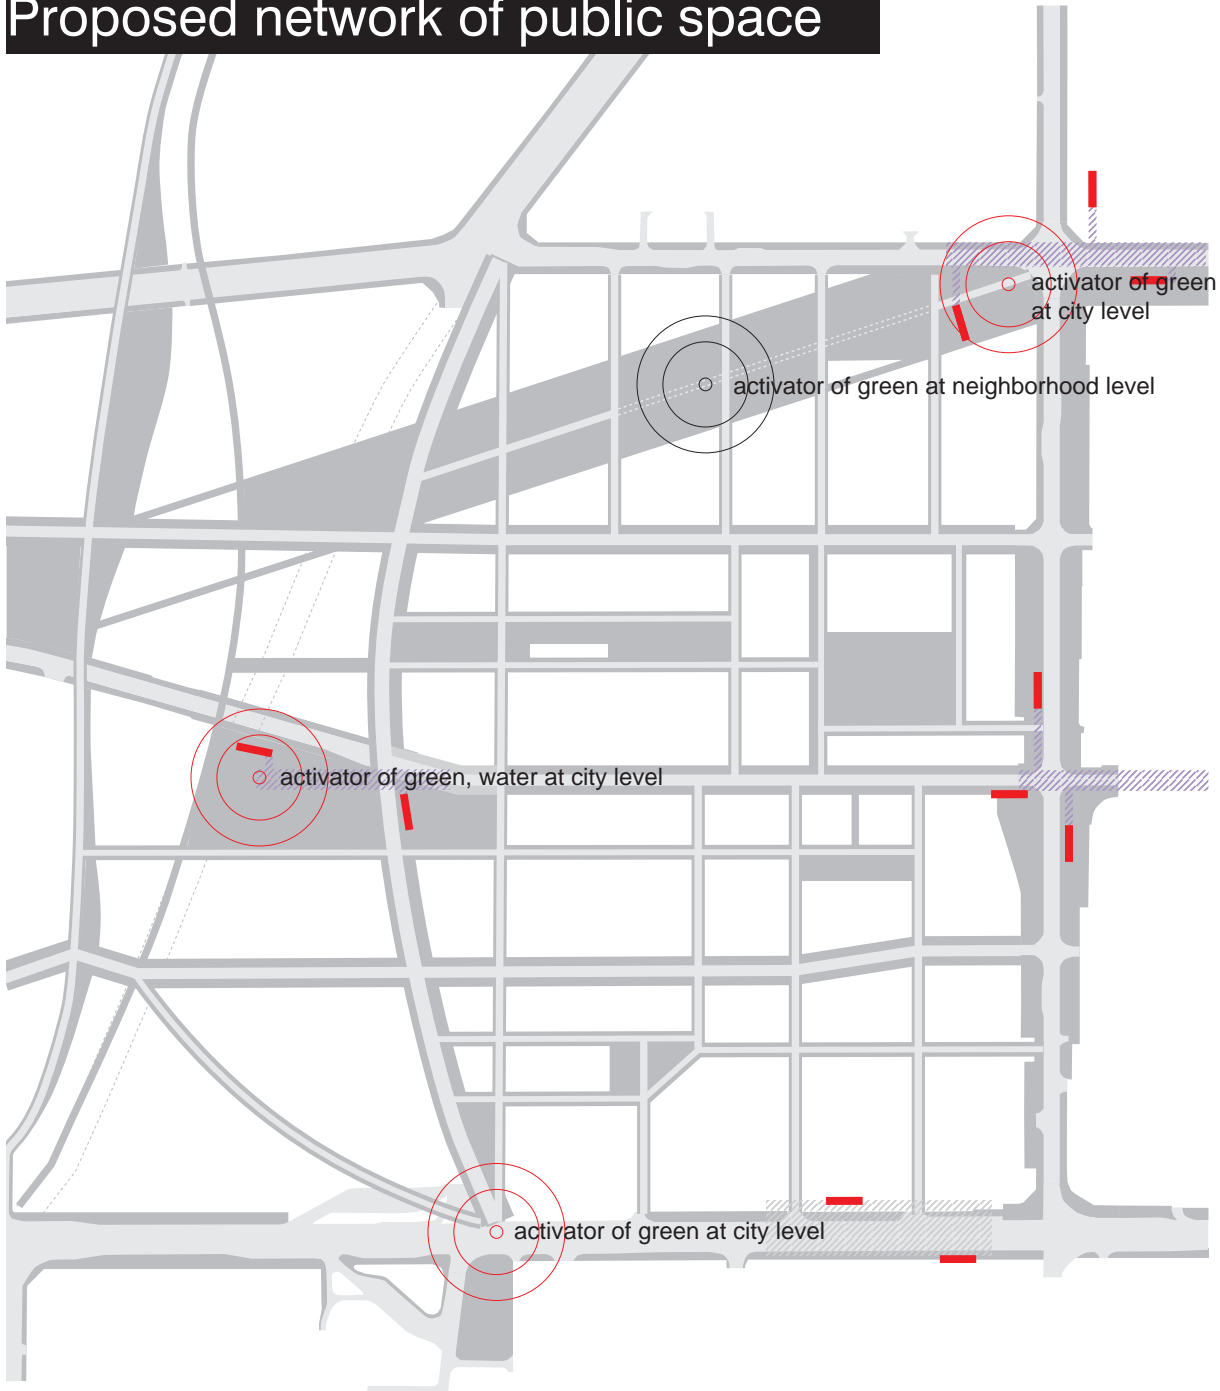 Proposed network of public space
activator of green
at city level
activator of green at neighborhood level
activator of green, water at city level
activator of green at city level